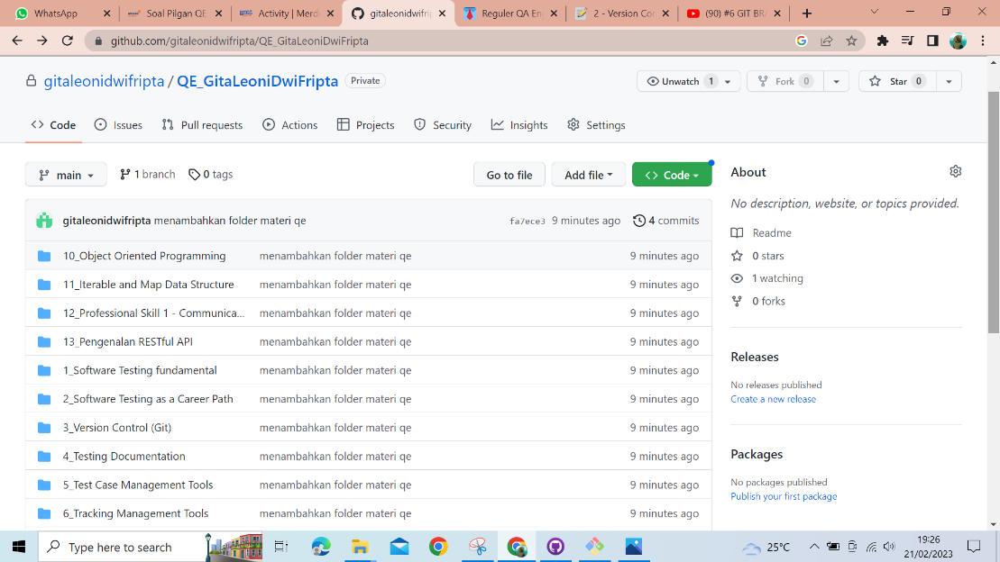 WhatsApp
Soal Pilgan QE
Activity | Merd
gitaleonidwifri
Reguler QA En
2 - Version Co
(90) #6 GIT BRA
github.com/gitaleonidwifripta/QE_GitaLeoniDwiFripta
gitaleonidwifripta / QE_GitaLeoniDwiFripta Private
Unwatch 1
Fork 0
Star 0
Code Issues Pull requests Actions Projects Security Insights Settings
main 1 branch 0 tags
Go to file Add file Code
gitaleonidwifripta menambahkan folder materi qe fa7ece3 9 minutes ago 4 commits
10_Object Oriented Programming menambahkan folder materi qe 9 minutes ago
11_Iterable and Map Data Structure menambahkan folder materi qe 9 minutes ago
12_Professional Skill 1 - Communica... menambahkan folder materi qe 9 minutes ago
13_Pengenalan RESTful API menambahkan folder materi qe 9 minutes ago
1_Software Testing fundamental menambahkan folder materi qe 9 minutes ago
2_Software Testing as a Career Path menambahkan folder materi qe 9 minutes ago
3_Version Control (Git) menambahkan folder materi qe 9 minutes ago
4_Testing Documentation menambahkan folder materi qe 9 minutes ago
5_Test Case Management Tools menambahkan folder materi qe 9 minutes ago
6_Tracking Management Tools menambahkan folder materi qe 9 minutes ago
About
No description, website, or topics provided.
Readme
0 stars
1 watching
0 forks
Releases
No releases published
Create a new release
Packages
No packages published
Publish your first package
Type here to search
25°C
19:26
21/02/2023